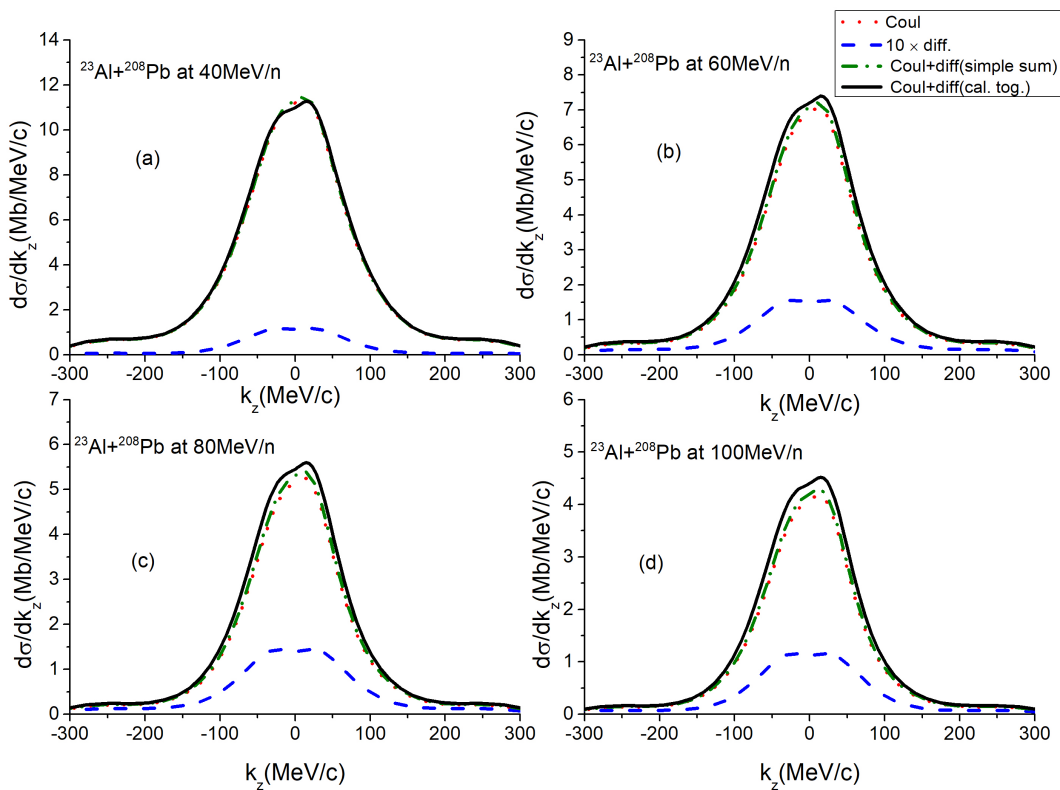 14
12
10
8
6
4
2
0
-300 -200 -100 0 100 200 300
dσ/dk_z(Mb/MeV/c)
k_z(MeV/c)
²³Al+²⁰⁸Pb at 40MeV/n
(a)
9
8
7
6
5
4
3
2
1
0
-300 -200 -100 0 100 200 300
dσ/dk_z(Mb/MeV/c)
k_z(MeV/c)
²³Al+²⁰⁸Pb at 60MeV/n
(b)
Coul
10 × diff.
Coul+diff(simple sum)
Coul+diff(cal. tog.)
7
6
5
4
3
2
1
0
-300 -200 -100 0 100 200 300
dσ/dk_z(Mb/MeV/c)
k_z(MeV/c)
²³Al+²⁰⁸Pb at 80MeV/n
(c)
6
5
4
3
2
1
0
-300 -200 -100 0 100 200 300
dσ/dk_z(Mb/MeV/c)
k_z(MeV/c)
²³Al+²⁰⁸Pb at 100MeV/n
(d)